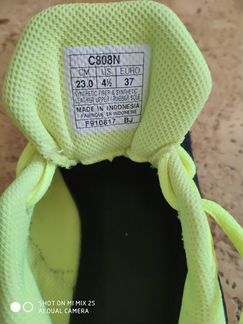 C808N
CM US EURO
23.0 4½ 37
SYNTHETIC FIBER & SYNTHETIC
LEATHER UPPER / RUBBER SOLE
MADE IN INDONESIA
FABRIQUE EN INDONESIE
F910617 BJ
SHOT ON MI MIX 2S
AI DUAL CAMERA